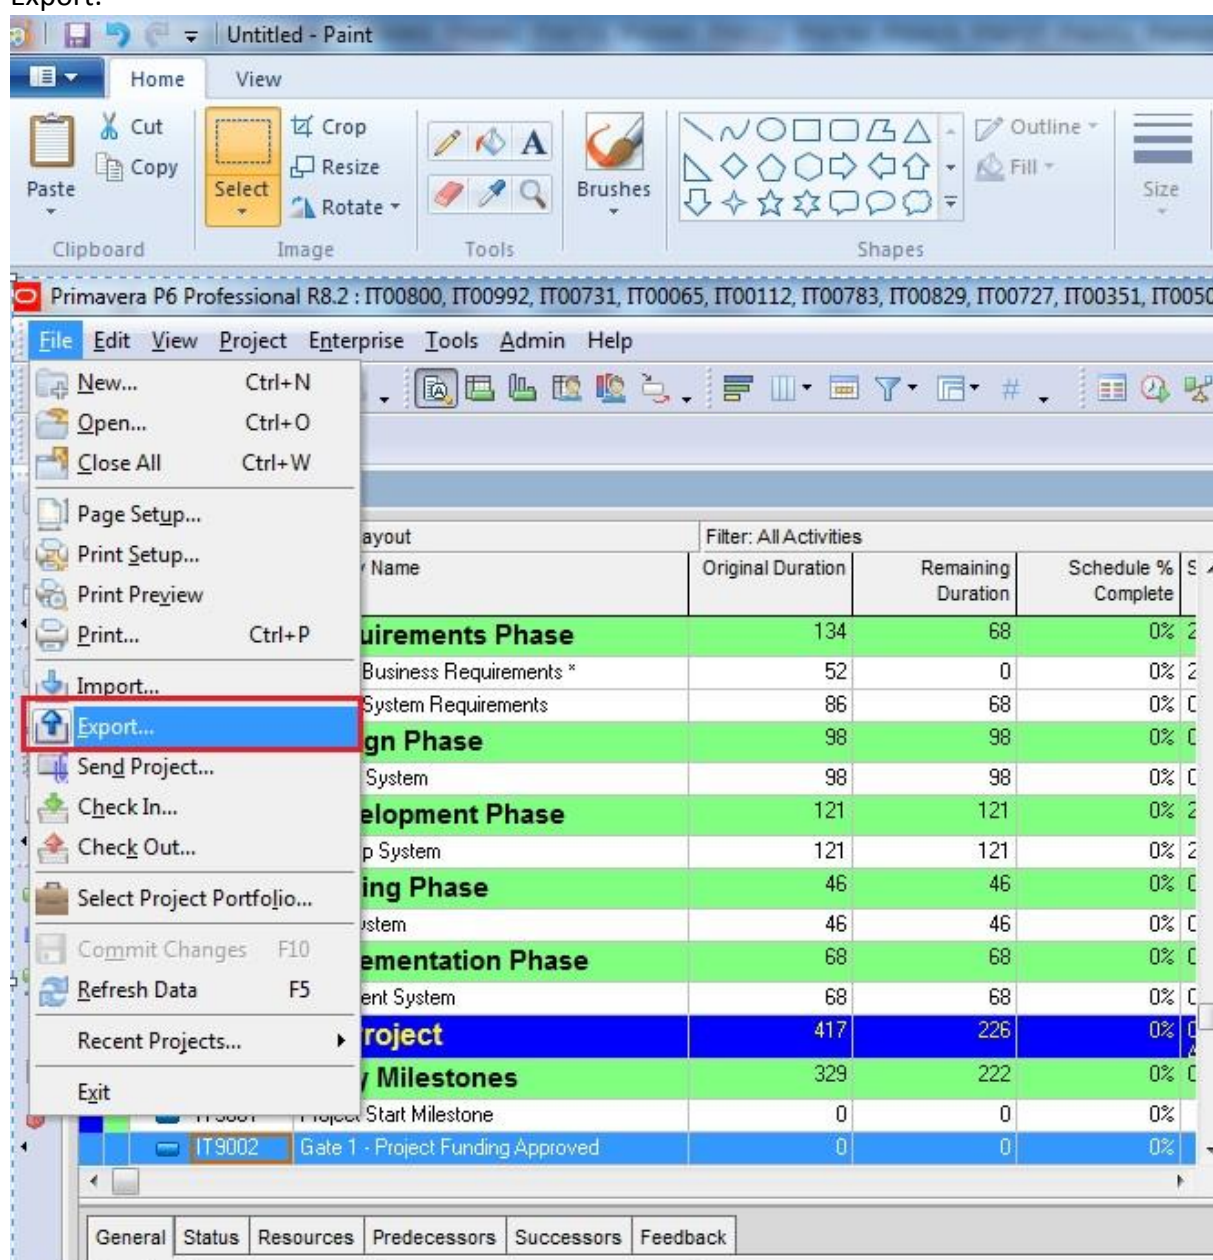 Export.
Untitled - Paint
Home View
Cut
Copy
Paste
Clipboard
Select
Crop
Resize
Rotate
Image
A
Tools
Brushes
Shapes
Outline
Fill
Size
Primavera P6 Professional R8.2 : IT00800, IT00992, IT00731, IT00065, IT00112, IT00783, IT00829, IT00727, IT00351, IT0050
File Edit View Project Enterprise Tools Admin Help
New... Ctrl+N
Open... Ctrl+O
Close All Ctrl+W
Page Setup...
Print Setup...
Print Preview
Print... Ctrl+P
Import...
Export...
Send Project...
Check In...
Check Out...
Select Project Portfolio...
Commit Changes F10
Refresh Data F5
Recent Projects...
Exit
ayout Filter: All Activities
Name Original Duration Remaining Duration Schedule % Complete S
uirements Phase 134 68 0% 2
Business Requirements * 52 0 0% 2
System Requirements 86 68 0%
gn Phase 98 98 0%
System 98 98 0%
elopment Phase 121 121 0% 2
p System 121 121 0% 2
ing Phase 46 46 0%
ystem 46 46 0%
ementation Phase 68 68 0%
ent System 68 68 0%
roject 417 226 0%
y Milestones 329 222 0%
IT9001 Project Start Milestone 0 0 0%
IT9002 Gate 1 - Project Funding Approved 0 0 0%
General Status Resources Predecessors Successors Feedback